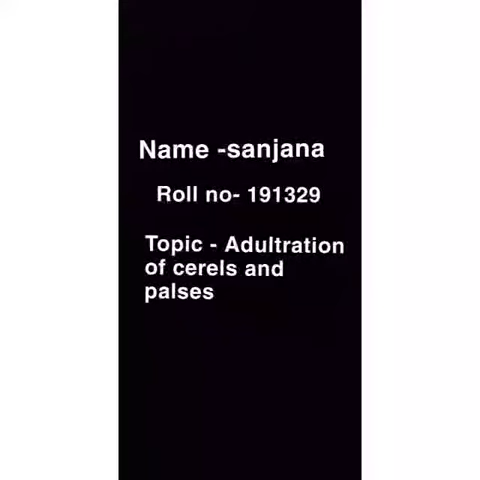 Name -sanjana
Roll no- 191329
Topic - Adultration
of cerels and
palses